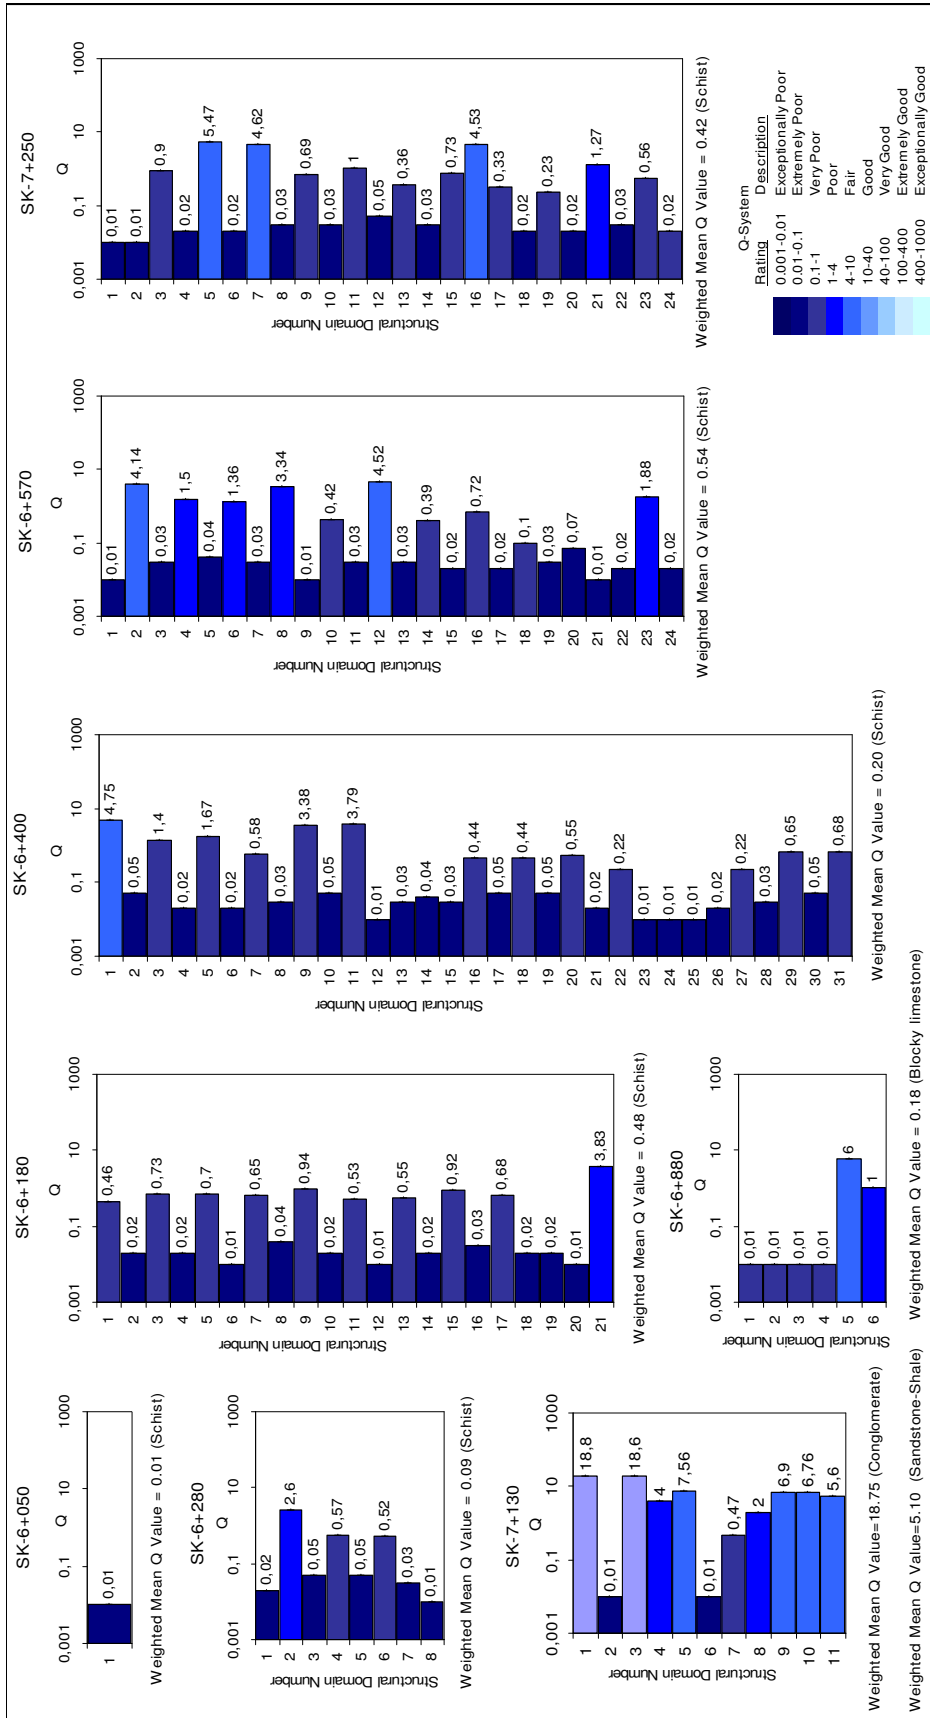 SK-6+050
Q
0,001 0,1 10 1000
1
0,01
Weighted Mean Q Value = 0.01 (Schist)
SK-6+280
Q
0,001 0,1 10 1000
Structural Domain Number
1 0,02
2 2,6
3 0,05
4 0,57
5 0,05
6 0,52
7 0,03
8 0,01
Weighted Mean Q Value = 0.09 (Schist)
SK-7+130
Q
0,001 0,1 10 1000
Structural Domain Number
1 18,8
2 0,01
3 18,6
4 4
5 7,56
6 0,01
7 0,47
8 2
9 6,9
10 6,76
11 5,6
Weighted Mean Q Value=18.75 (Conglomerate)
Weighted Mean Q Value=5.10 (Sandstone-Shale)
SK-6+180
Q
0,001 0,1 10 1000
Structural Domain Number
1 0,46
2 0,02
3 0,73
4 0,02
5 0,7
6 0,01
7 0,65
8 0,04
9 0,94
10 0,02
11 0,53
12 0,01
13 0,55
14 0,02
15 0,92
16 0,03
17 0,68
18 0,02
19 0,02
20 0,01
21 3,83
Weighted Mean Q Value = 0.48 (Schist)
SK-6+880
Q
0,001 0,1 10 1000
Structural Domain Number
1 0,01
2 0,01
3 0,01
4 0,01
5 6
6 1
Weighted Mean Q Value = 0.18 (Blocky limestone)
SK-6+400
Q
0,001 0,1 10 1000
Structural Domain Number
1 4,75
2 0,05
3 1,4
4 0,02
5 1,67
6 0,02
7 0,58
8 0,03
9 3,38
10 0,05
11 3,79
12 0,01
13 0,03
14 0,04
15 0,03
16 0,44
17 0,05
18 0,44
19 0,05
20 0,55
21 0,02
22 0,22
23 0,01
24 0,01
25 0,01
26 0,02
27 0,22
28 0,03
29 0,65
30 0,05
31 0,68
Weighted Mean Q Value = 0.20 (Schist)
SK-6+570
Q
0,001 0,1 10 1000
Structural Domain Number
1 0,01
2 4,14
3 0,03
4 1,5
5 0,04
6 1,36
7 0,03
8 3,34
9 0,01
10 0,42
11 0,03
12 4,52
13 0,03
14 0,39
15 0,02
16 0,72
17 0,02
18 0,1
19 0,03
20 0,07
21 0,01
22 0,02
23 1,88
24 0,02
Weighted Mean Q Value = 0.54 (Schist)
SK-7+250
Q
0,001 0,1 10 1000
Structural Domain Number
1 0,01
2 0,01
3 0,9
4 0,02
5 5,47
6 0,02
7 4,62
8 0,03
9 0,69
10 0,03
11 1
12 0,05
13 0,36
14 0,03
15 0,73
16 4,53
17 0,33
18 0,02
19 0,23
20 0,02
21 1,27
22 0,03
23 0,56
24 0,02
Weighted Mean Q Value = 0.42 (Schist)
Q-System
Rating Description
0.001-0.01 Exceptionally Poor
0.01-0.1 Extremely Poor
0.1-1 Very Poor
1-4 Poor
4-10 Fair
10-40 Good
40-100 Very Good
100-400 Extremely Good
400-1000 Exceptionally Good